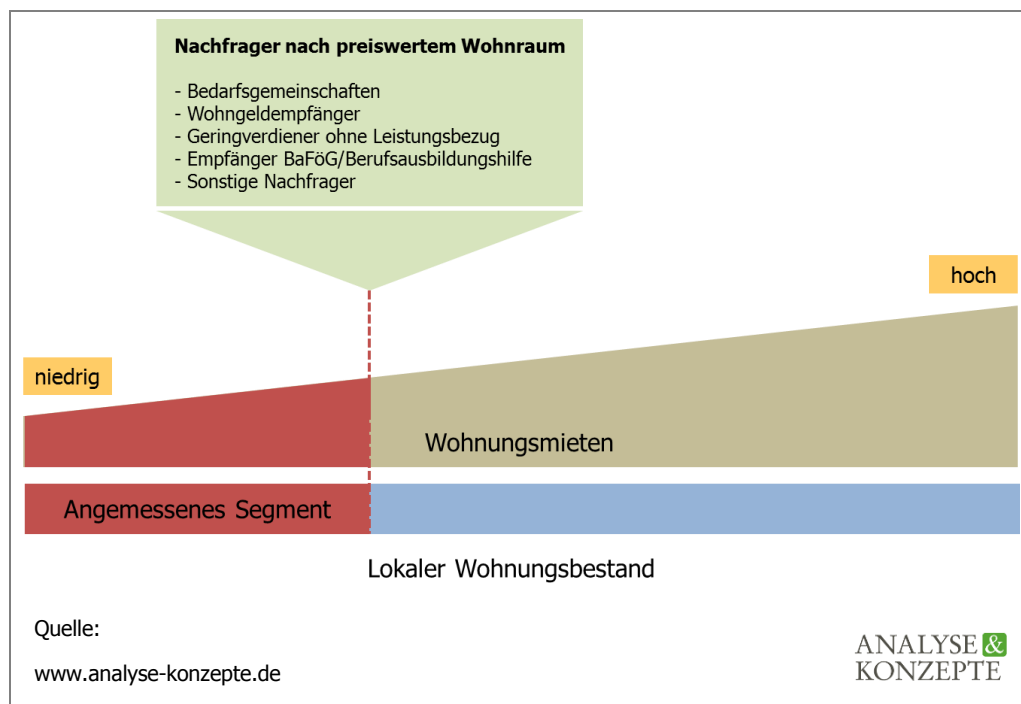 Nachfrager nach preiswertem Wohnraum
- Bedarfsgemeinschaften
- Wohngeldempfänger
- Geringverdiener ohne Leistungsbezug
- Empfänger BaFöG/Berufsausbildungshilfe
- Sonstige Nachfrager
hoch
niedrig
Wohnungsmieten
Angemessenes Segment
Lokaler Wohnungsbestand
Quelle:
www.analyse-konzepte.de
ANALYSE &
KONZEPTE